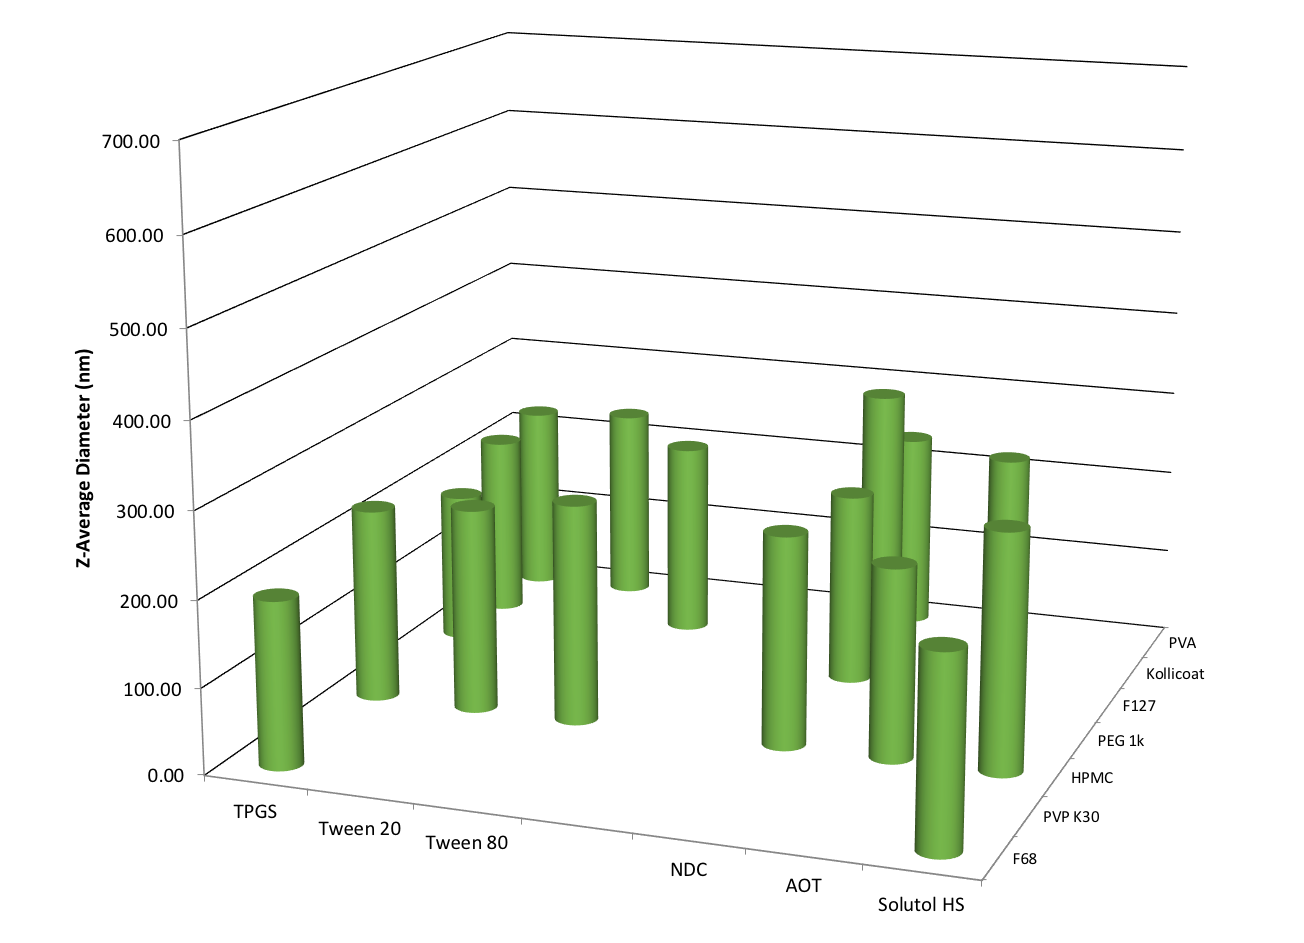 700.00
600.00
500.00
400.00
300.00
200.00
100.00
0.00
Z-Average Diameter (nm)
TPGS
Tween 20
Tween 80
NDC
AOT
Solutol HS
PVA
Kollicoat
F127
PEG 1k
HPMC
PVP K30
F68